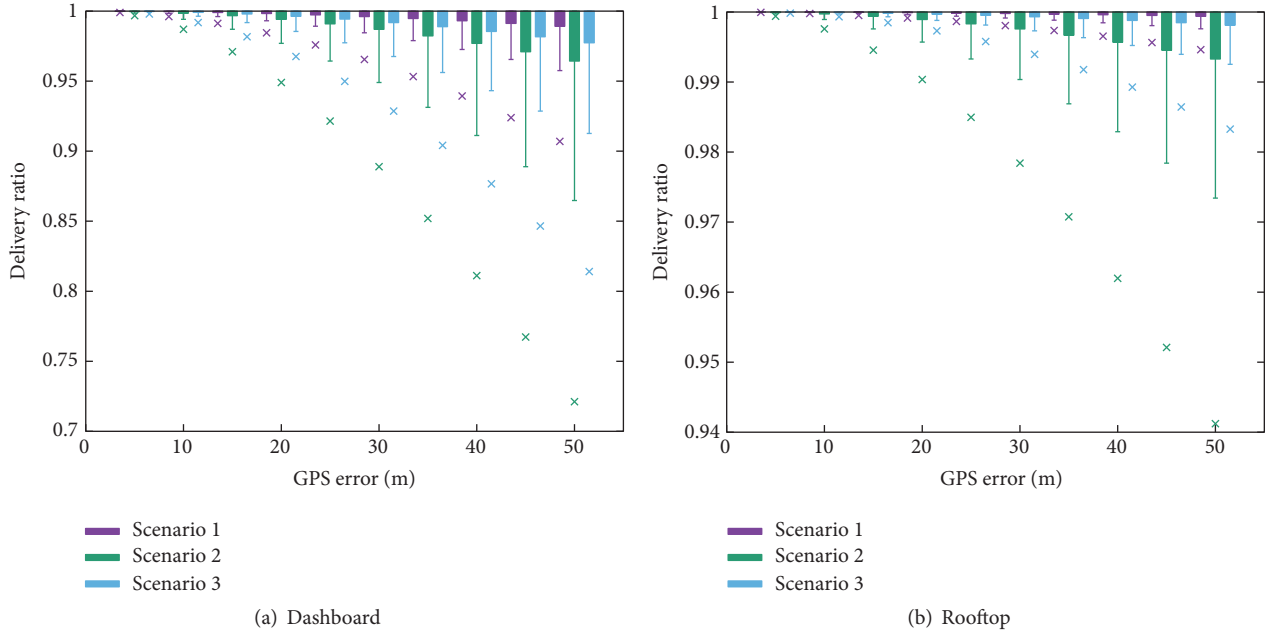 1
0.95
0.9
0.85
0.8
0.75
0.7
Delivery ratio
0 10 20 30 40 50
GPS error (m)
Scenario 1
Scenario 2
Scenario 3
(a) Dashboard
1
0.99
0.98
0.97
0.96
0.95
0.94
Delivery ratio
0 10 20 30 40 50
GPS error (m)
Scenario 1
Scenario 2
Scenario 3
(b) Rooftop